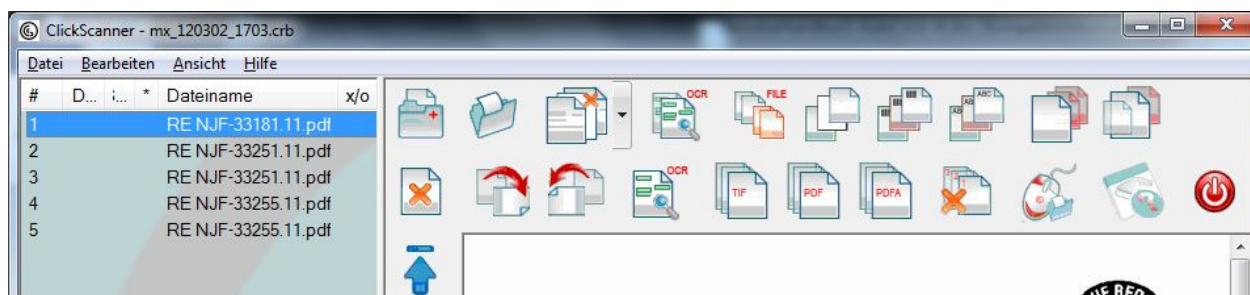 ClickScanner - mx_120302_1703.crb
Datei Bearbeiten Ansicht Hilfe
# D... :... * Dateiname x/o
1 RE NJF-33181.11.pdf
2 RE NJF-33251.11.pdf
3 RE NJF-33251.11.pdf
4 RE NJF-33255.11.pdf
5 RE NJF-33255.11.pdf
OCR FILE ABC
OCR TIF PDF PDFA